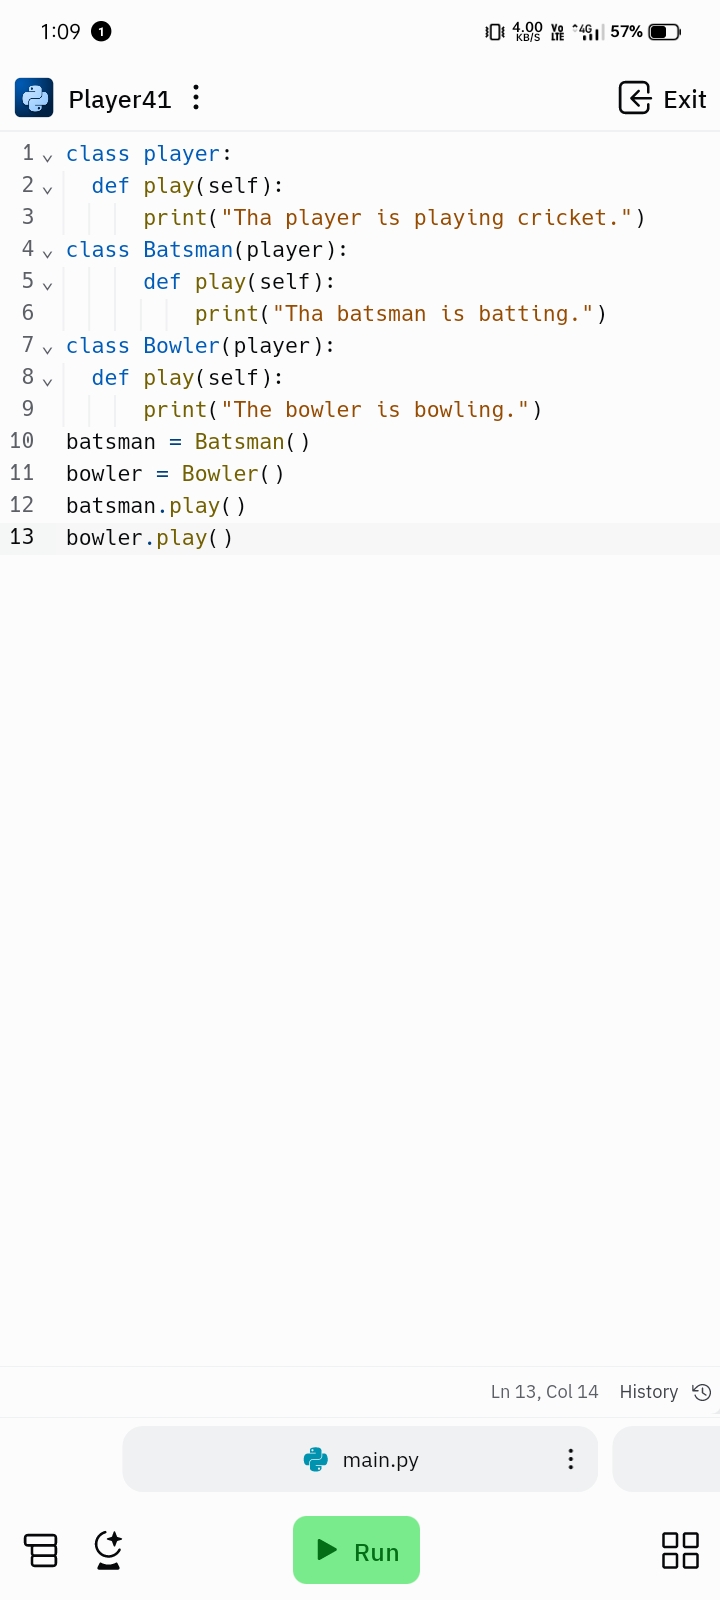 1:09 1 4.00 KB/S Vo LTE 4G 57%
Player41 Exit
1 class player:
2   def play(self):
3       print("Tha player is playing cricket.")
4 class Batsman(player):
5       def play(self):
6           print("Tha batsman is batting.")
7 class Bowler(player):
8   def play(self):
9       print("The bowler is bowling.")
10 batsman = Batsman()
11 bowler = Bowler()
12 batsman.play()
13 bowler.play()
Ln 13, Col 14 History
main.py
Run